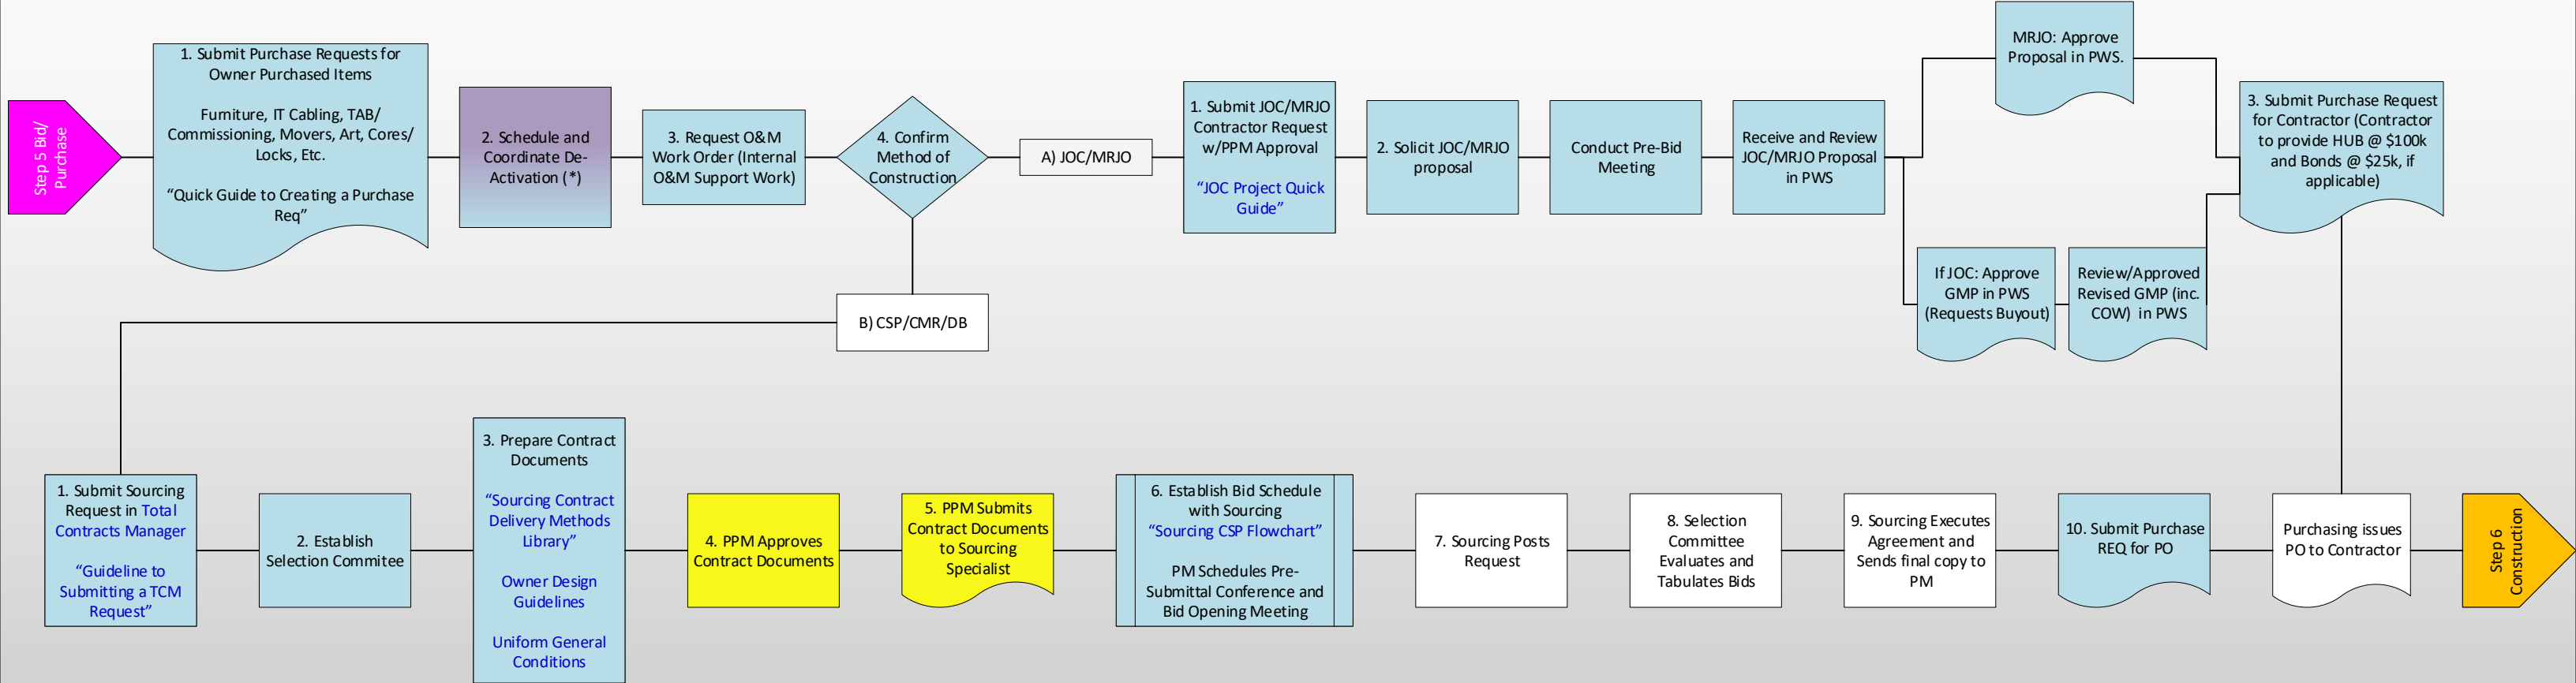 Step 5 Bid/
Purchase
1. Submit Purchase Requests for
Owner Purchased Items
Furniture, IT Cabling, TAB/
Commissioning, Movers, Art, Cores/
Locks, Etc.
“Quick Guide to Creating a Purchase
Req”
2. Schedule and
Coordinate De-
Activation (*)
3. Request O&M
Work Order (Internal
O&M Support Work)
4. Confirm
Method of
Construction
A) JOC/MRJO
1. Submit JOC/MRJO
Contractor Request
w/PPM Approval
“JOC Project Quick
Guide”
2. Solicit JOC/MRJO
proposal
Conduct Pre-Bid
Meeting
Receive and Review
JOC/MRJO Proposal
in PWS
MRJO: Approve
Proposal in PWS.
If JOC: Approve
GMP in PWS
(Requests Buyout)
Review/Approved
Revised GMP (inc.
COW) in PWS
3. Submit Purchase Request
for Contractor (Contractor
to provide HUB @ $100k
and Bonds @ $25k, if
applicable)
B) CSP/CMR/DB
1. Submit Sourcing
Request in Total
Contracts Manager
“Guideline to
Submitting a TCM
Request”
2. Establish
Selection Commitee
3. Prepare Contract
Documents
“Sourcing Contract
Delivery Methods
Library”
Owner Design
Guidelines
Uniform General
Conditions
4. PPM Approves
Contract Documents
5. PPM Submits
Contract Documents
to Sourcing
Specialist
6. Establish Bid Schedule
with Sourcing
“Sourcing CSP Flowchart”
PM Schedules Pre-
Submittal Conference and
Bid Opening Meeting
7. Sourcing Posts
Request
8. Selection
Committee
Evaluates and
Tabulates Bids
9. Sourcing Executes
Agreement and
Sends final copy to
PM
10. Submit Purchase
REQ for PO
Purchasing issues
PO to Contractor
Step 6
Construction